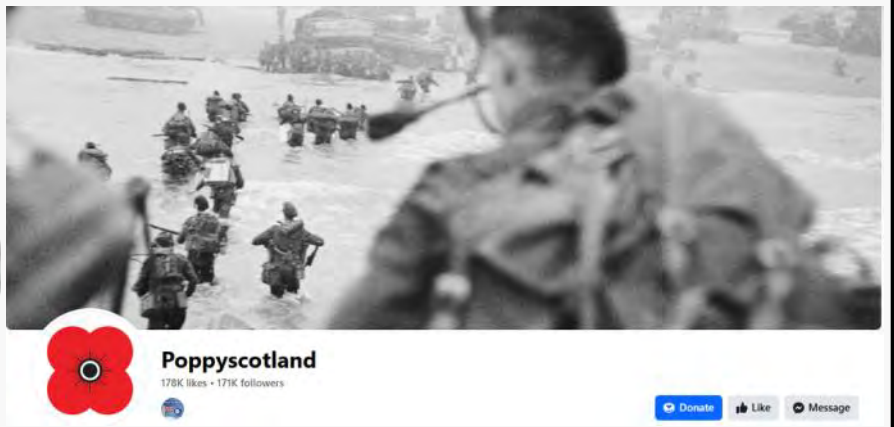 Poppyscotland
178K likes • 171K followers
Donate
Like
Message